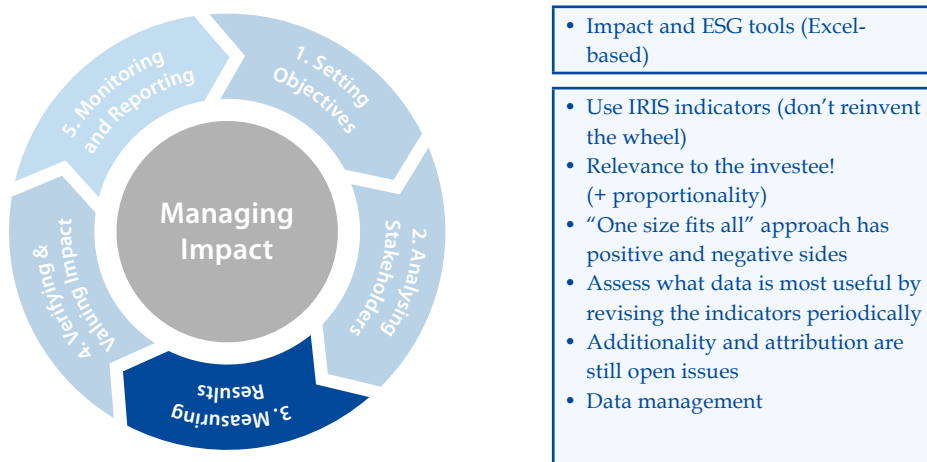 1. Setting
Objectives
2. Analysing
Stakeholders
3. Measuring
Results
4. Verifying &
Valuing Impact
5. Monitoring
and Reporting
Managing
Impact
• Impact and ESG tools (Excel-
based)
• Use IRIS indicators (don’t reinvent
the wheel)
• Relevance to the investee!
(+ proportionality)
• “One size fits all” approach has
positive and negative sides
• Assess what data is most useful by
revising the indicators periodically
• Additionality and attribution are
still open issues
• Data management